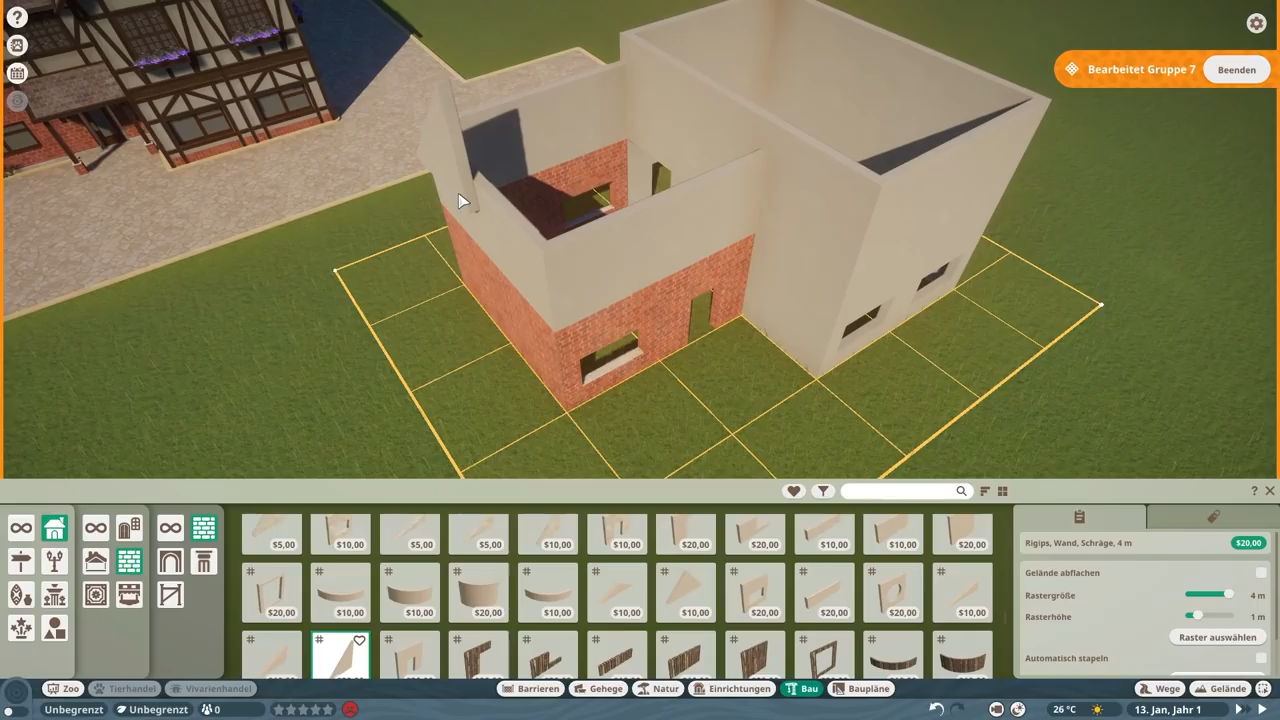 ?
Bearbeitet Gruppe 7 Beenden
? ×
$5,00 $10,00 $5,00 $5,00 $10,00 $10,00 $20,00 $20,00 $10,00 $10,00 $20,00
$20,00 $10,00 $10,00 $20,00 $10,00 $10,00 $10,00 $20,00 $20,00 $20,00 $10,00
Rigips, Wand, Schräge, 4 m $20,00
Gelände abflachen
Rastergröße 4 m
Rasterhöhe 1 m
Raster auswählen
Automatisch stapeln
Zoo Tierhandel Vivarienhandel Barrieren Gehege Natur Einrichtungen Bau Baupläne Wege Gelände
Unbegrenzt Unbegrenzt 0 26 °C 13. Jan, Jahr 1